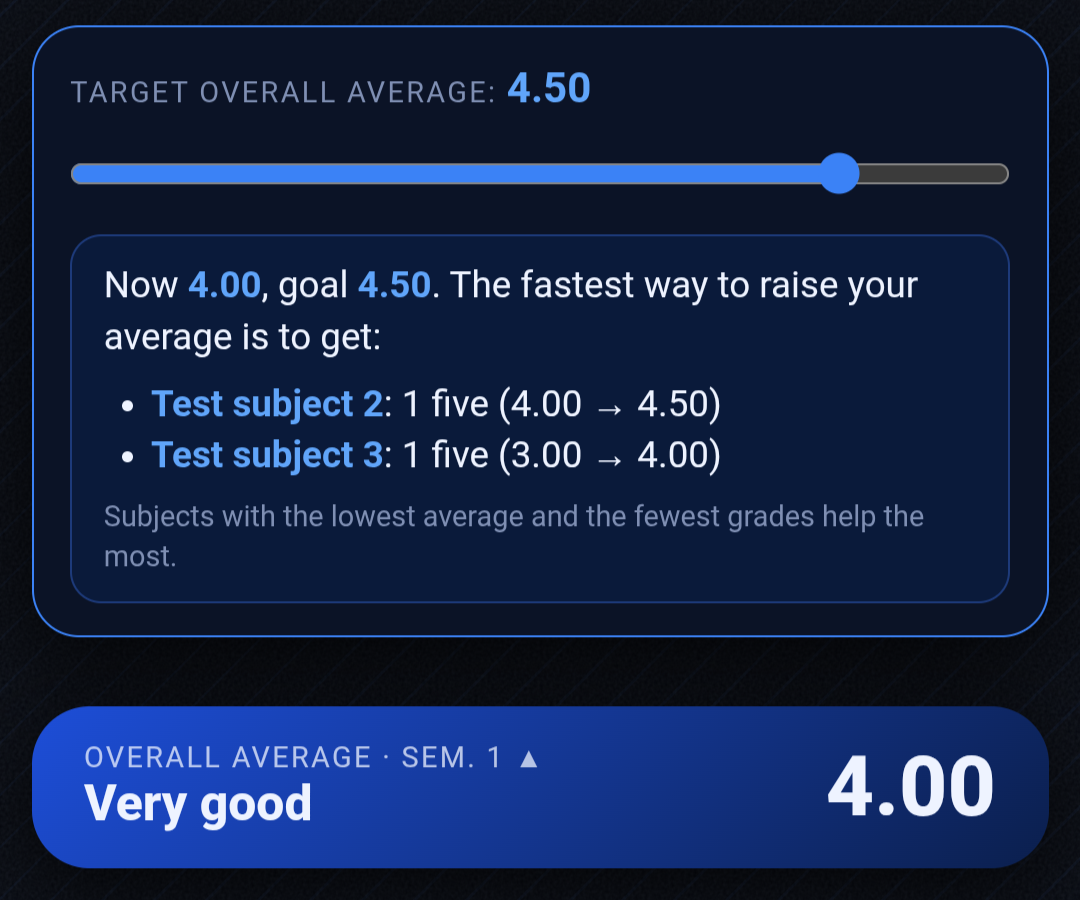 TARGET OVERALL AVERAGE: 4.50
Now 4.00, goal 4.50. The fastest way to raise your
average is to get:
• Test subject 2: 1 five (4.00 → 4.50)
• Test subject 3: 1 five (3.00 → 4.00)
Subjects with the lowest average and the fewest grades help the
most.
OVERALL AVERAGE · SEM. 1 ▲
Very good
4.00